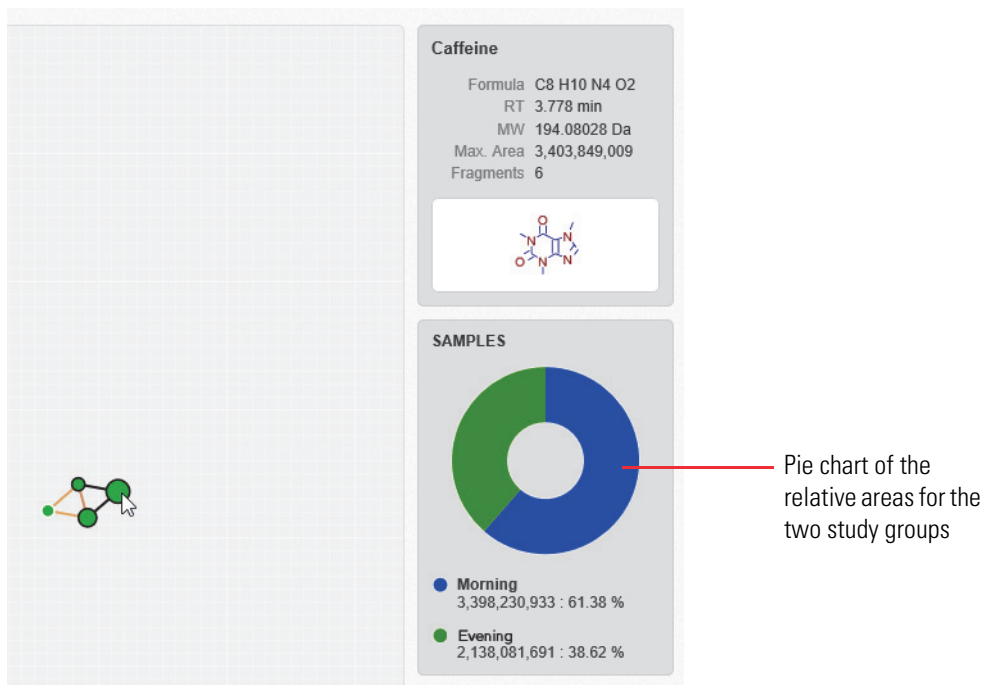 Caffeine
Formula C8 H10 N4 O2
RT 3.778 min
MW 194.08028 Da
Max. Area 3,403,849,009
Fragments 6
O
N
N
O
N
N
SAMPLES
Morning
3,398,230,933 : 61.38 %
Evening
2,138,081,691 : 38.62 %
Pie chart of the
relative areas for the
two study groups